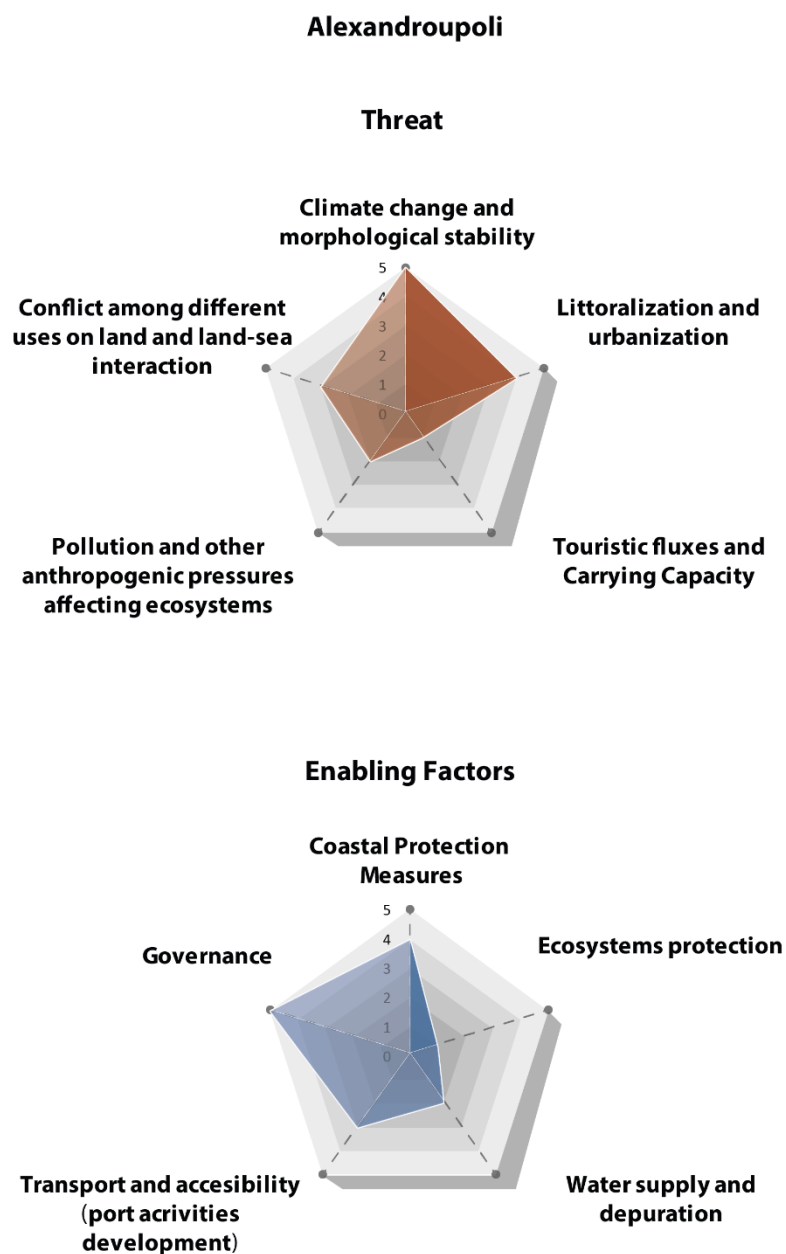 Alexandroupoli
Threat
Climate change and
morphological stability
5
4
3
2
1
0
Conflict among different
uses on land and land-sea
interaction
Littoralization and
urbanization
Pollution and other
anthropogenic pressures
affecting ecosystems
Touristic fluxes and
Carrying Capacity
Enabling Factors
Coastal Protection
Measures
5
4
3
2
1
0
Governance
Ecosystems protection
Transport and accesibility
(port acrivities
development)
Water supply and
depuration